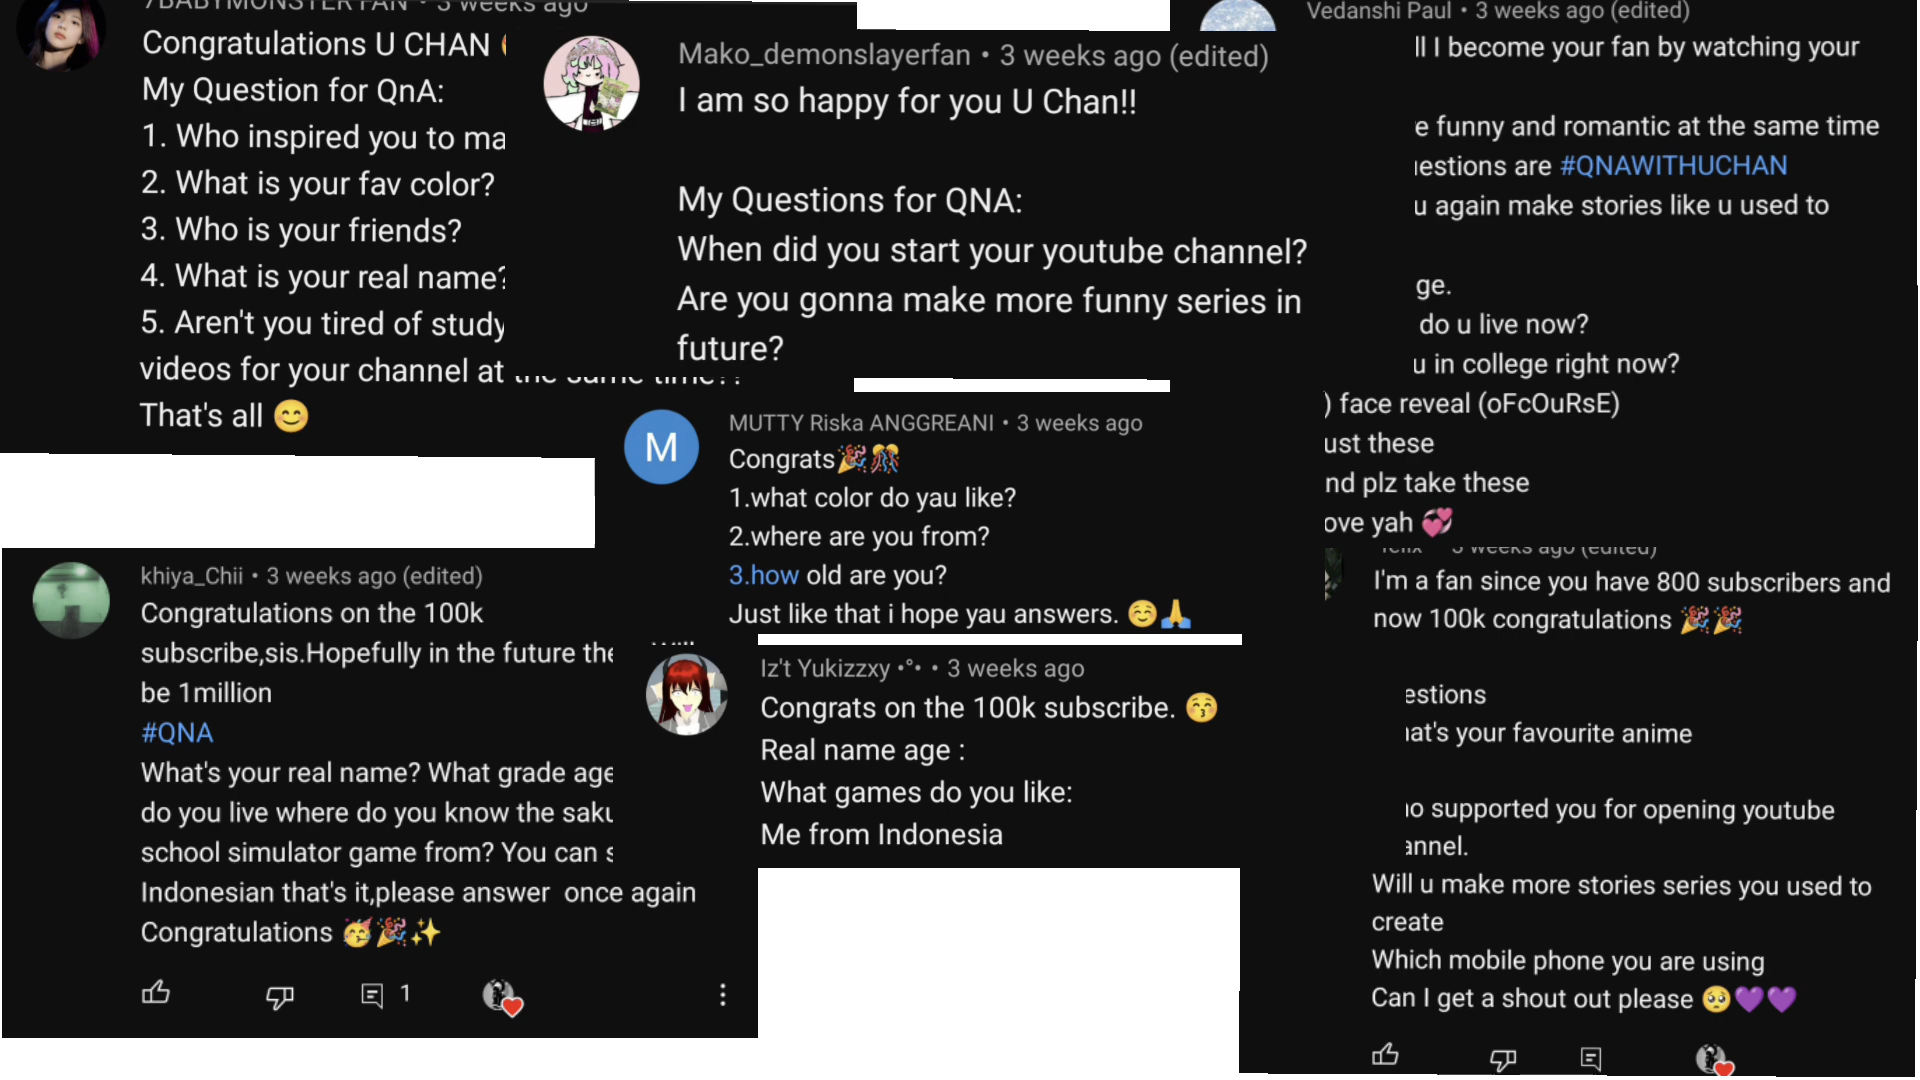 7BABYMONSTER FAN • 3 weeks ago
Congratulations U CHAN
My Question for QnA:
1. Who inspired you to
2. What is your fav color?
3. Who is your friends?
4. What is your real name?
5. Aren't you tired of
videos for your channel at the same time??
That's all 😊
Mako_demonslayerfan • 3 weeks ago (edited)
I am so happy for you U Chan!!
My Questions for QNA:
When did you start your youtube channel?
Are you gonna make more funny series in
future?
Vedanshi Paul • 3 weeks ago (edited)
I become your fan by watching your
funny and romantic at the same time
are #QNAWITHUCHAN
u again make stories like u used to
do u live now?
u in college right now?
) face reveal (oFcOuRsE)
these
plz take these
yah 💞
MUTTY Riska ANGGREANI • 3 weeks ago
M
Congrats🎉🎊
1.what color do yau like?
2.where are you from?
3.how old are you?
Just like that i hope yau answers. ☺️🙏
khiya_Chii • 3 weeks ago (edited)
Congratulations on the 100k
subscribe,sis.Hopefully in the future
be 1million
#QNA
What's your real name? What grade age
do you live where do you know the
school simulator game from? You can
Indonesian that's it,please answer once again
Congratulations 🥳🎉✨
1
Iz't Yukizzxy •°• • 3 weeks ago
Congrats on the 100k subscribe. 😚
Real name age :
What games do you like:
Me from Indonesia
3 weeks ago (edited)
I'm a fan since you have 800 subscribers and
now 100k congratulations 🎉🎉
your favourite anime
supported you for opening youtube
Will u make more stories series you used to
create
Which mobile phone you are using
Can I get a shout out please 🥺💜💜